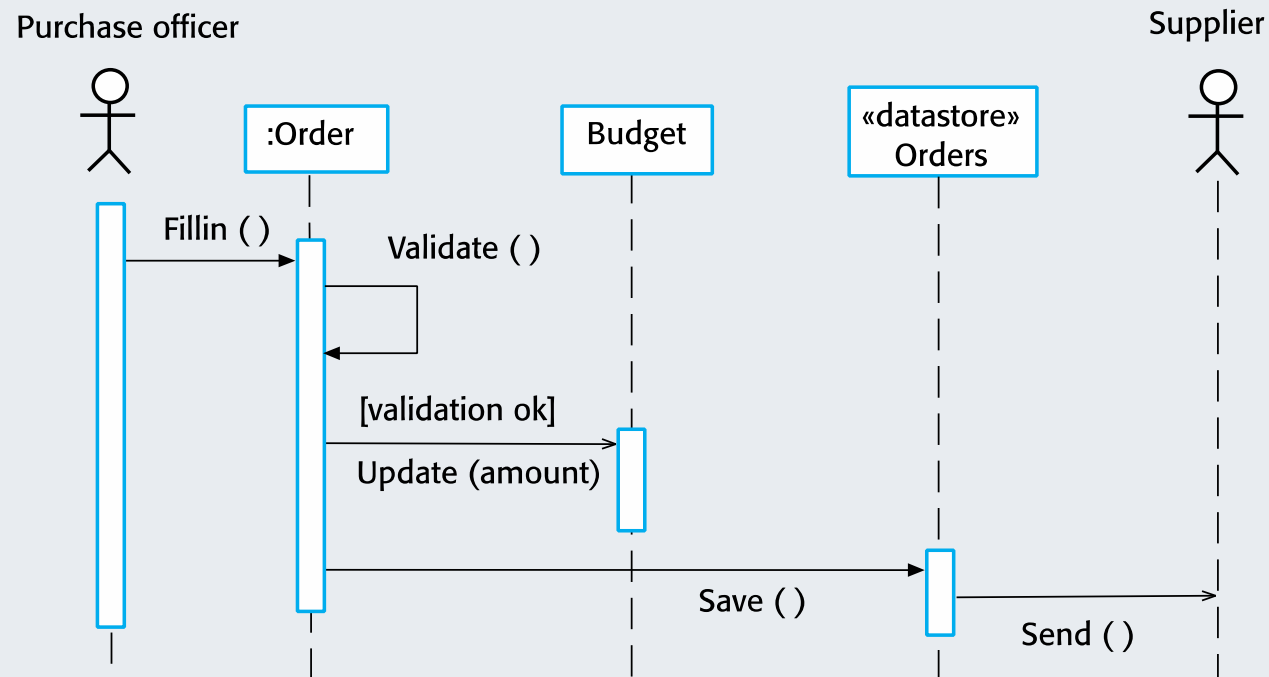 Purchase officer
Supplier
:Order
Budget
«datastore»
Orders
Fillin ( )
Validate ( )
[validation ok]
Update (amount)
Save ( )
Send ( )